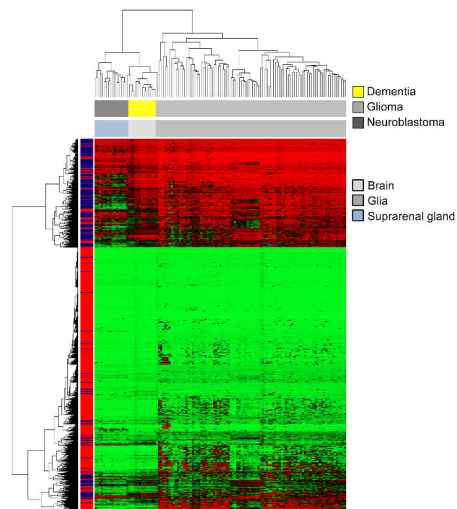 Dementia
Glioma
Neuroblastoma
Brain
Glia
Suprarenal gland